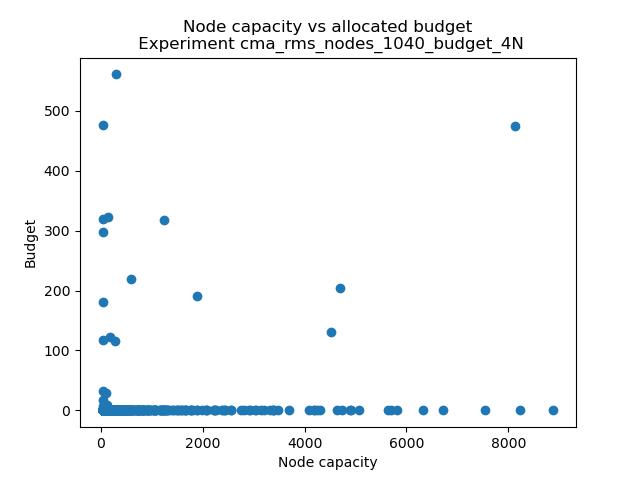 Node capacity vs allocated budget
Experiment cma_rms_nodes_1040_budget_4N
500
400
300
200
100
0
Budget
0 2000 4000 6000 8000
Node capacity